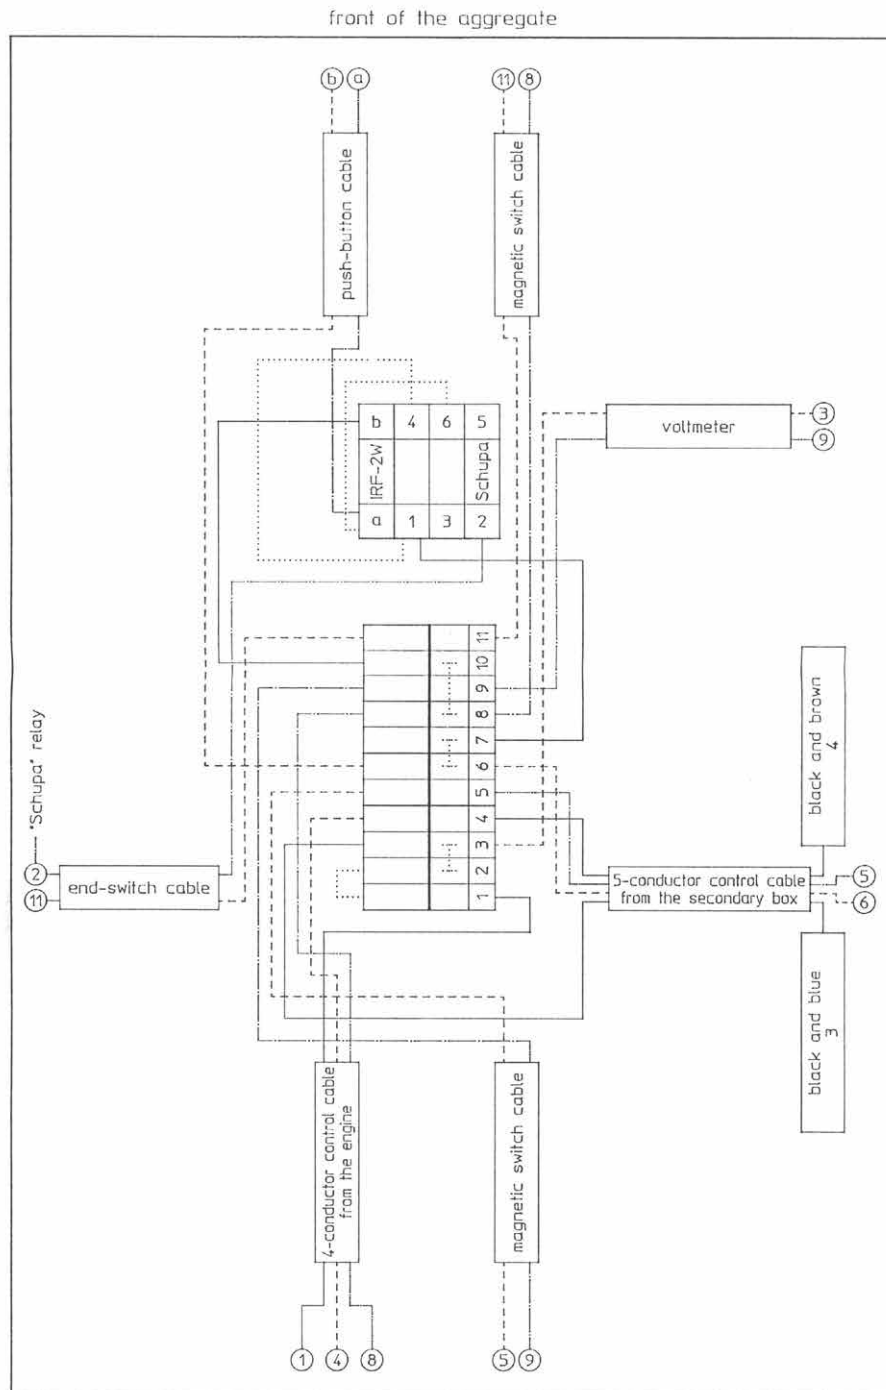 front of the aggregate
b
a
11
8
push-button cable
magnetic switch cable
b
4
6
5
IRF-2W
Schupa
a
1
3
2
voltmeter
3
9
11
10
9
8
7
6
5
4
3
2
1
"Schupa" relay
2
11
end-switch cable
black and brown
4
5-conductor control cable
from the secondary box
5
6
black and blue
3
4-conductor control cable
from the engine
magnetic switch cable
1
4
8
5
9